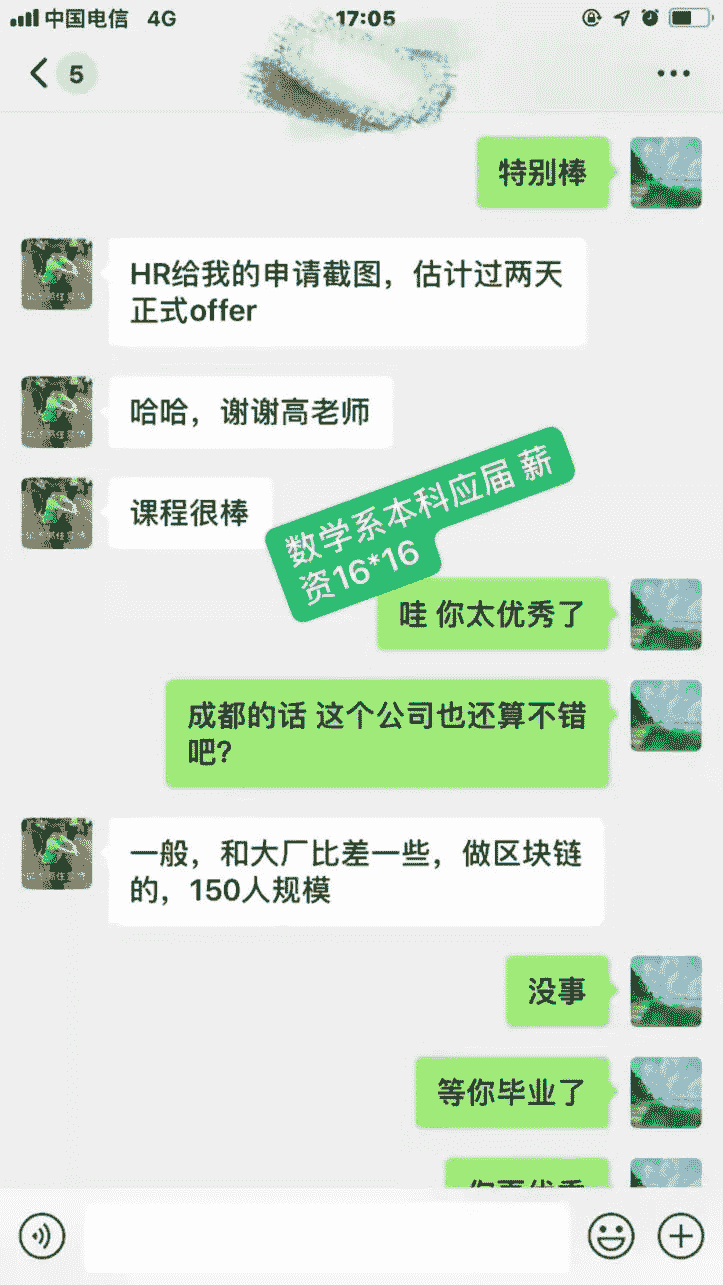 中国电信 4G 17:05
5
特别棒
HR给我的申请截图，估计过两天
正式offer
哈哈，谢谢高老师
课程很棒
数学系本科应届 薪
资16*16
哇 你太优秀了
成都的话 这个公司也还算不错
吧？
一般，和大厂比差一些，做区块链
的，150人规模
没事
等你毕业了